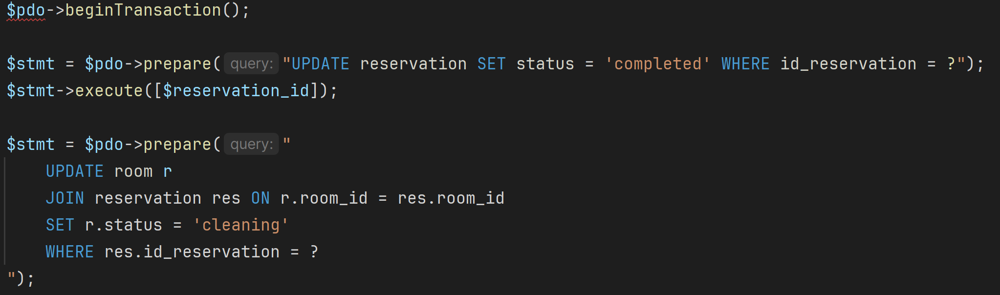 $pdo->beginTransaction();
$stmt = $pdo->prepare( query: "UPDATE reservation SET status = 'completed' WHERE id_reservation = ?");
$stmt->execute([$reservation_id]);
$stmt = $pdo->prepare( query: "
UPDATE room r
JOIN reservation res ON r.room_id = res.room_id
SET r.status = 'cleaning'
WHERE res.id_reservation = ?
");